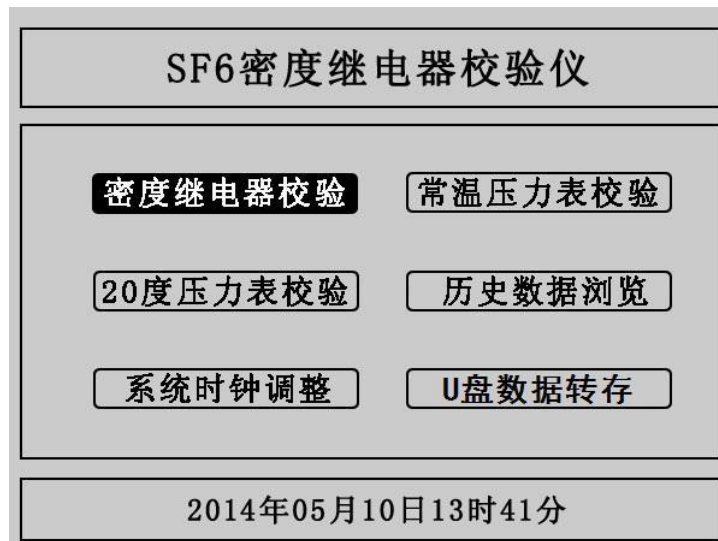 SF6密度继电器校验仪
密度继电器校验 常温压力表校验
20度压力表校验 历史数据浏览
系统时钟调整 U盘数据转存
2014年05月10日13时41分